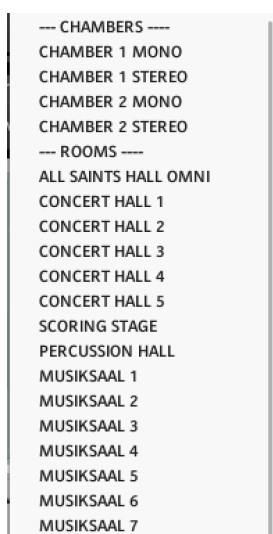 --- CHAMBERS ----
CHAMBER 1 MONO
CHAMBER 1 STEREO
CHAMBER 2 MONO
CHAMBER 2 STEREO
--- ROOMS ----
ALL SAINTS HALL OMNI
CONCERT HALL 1
CONCERT HALL 2
CONCERT HALL 3
CONCERT HALL 4
CONCERT HALL 5
SCORING STAGE
PERCUSSION HALL
MUSIKSAAL 1
MUSIKSAAL 2
MUSIKSAAL 3
MUSIKSAAL 4
MUSIKSAAL 5
MUSIKSAAL 6
MUSIKSAAL 7